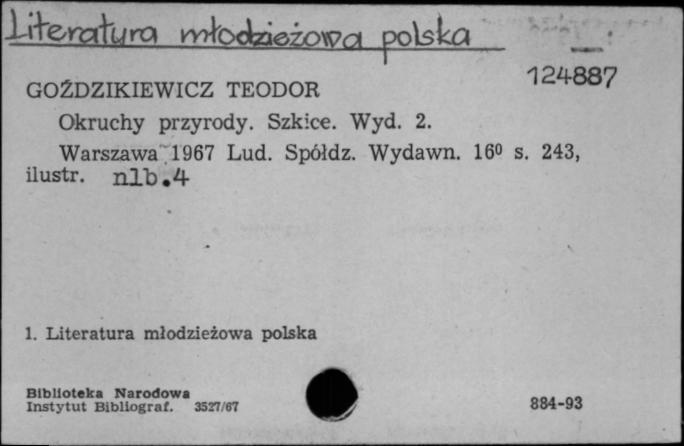 Literatura młodzieżowa polska
124887
GOŹDZIKIEWICZ TEODOR
Okruchy przyrody. Szkice. Wyd. 2.
Warszawa 1967 Lud. Spółdz. Wydawn. 16⁰ s. 243,
ilustr. nlb.4
1. Literatura młodzieżowa polska
Biblioteka Narodowa
Instytut Bibliograf. 3527/67
884-93